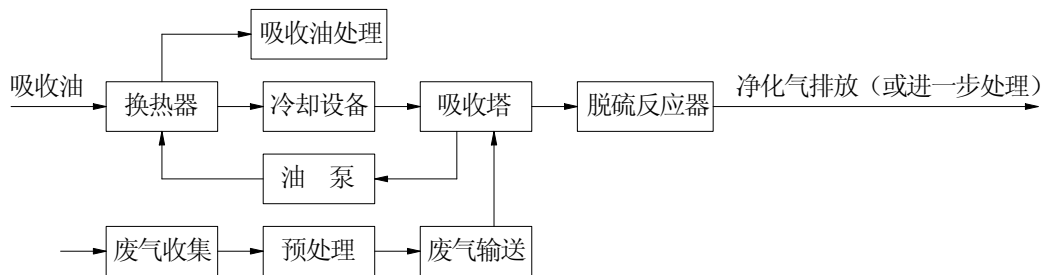 吸收油处理
吸收油
换热器
冷却设备
吸收塔
脱硫反应器
净化气排放（或进一步处理）
油 泵
废气收集
预处理
废气输送